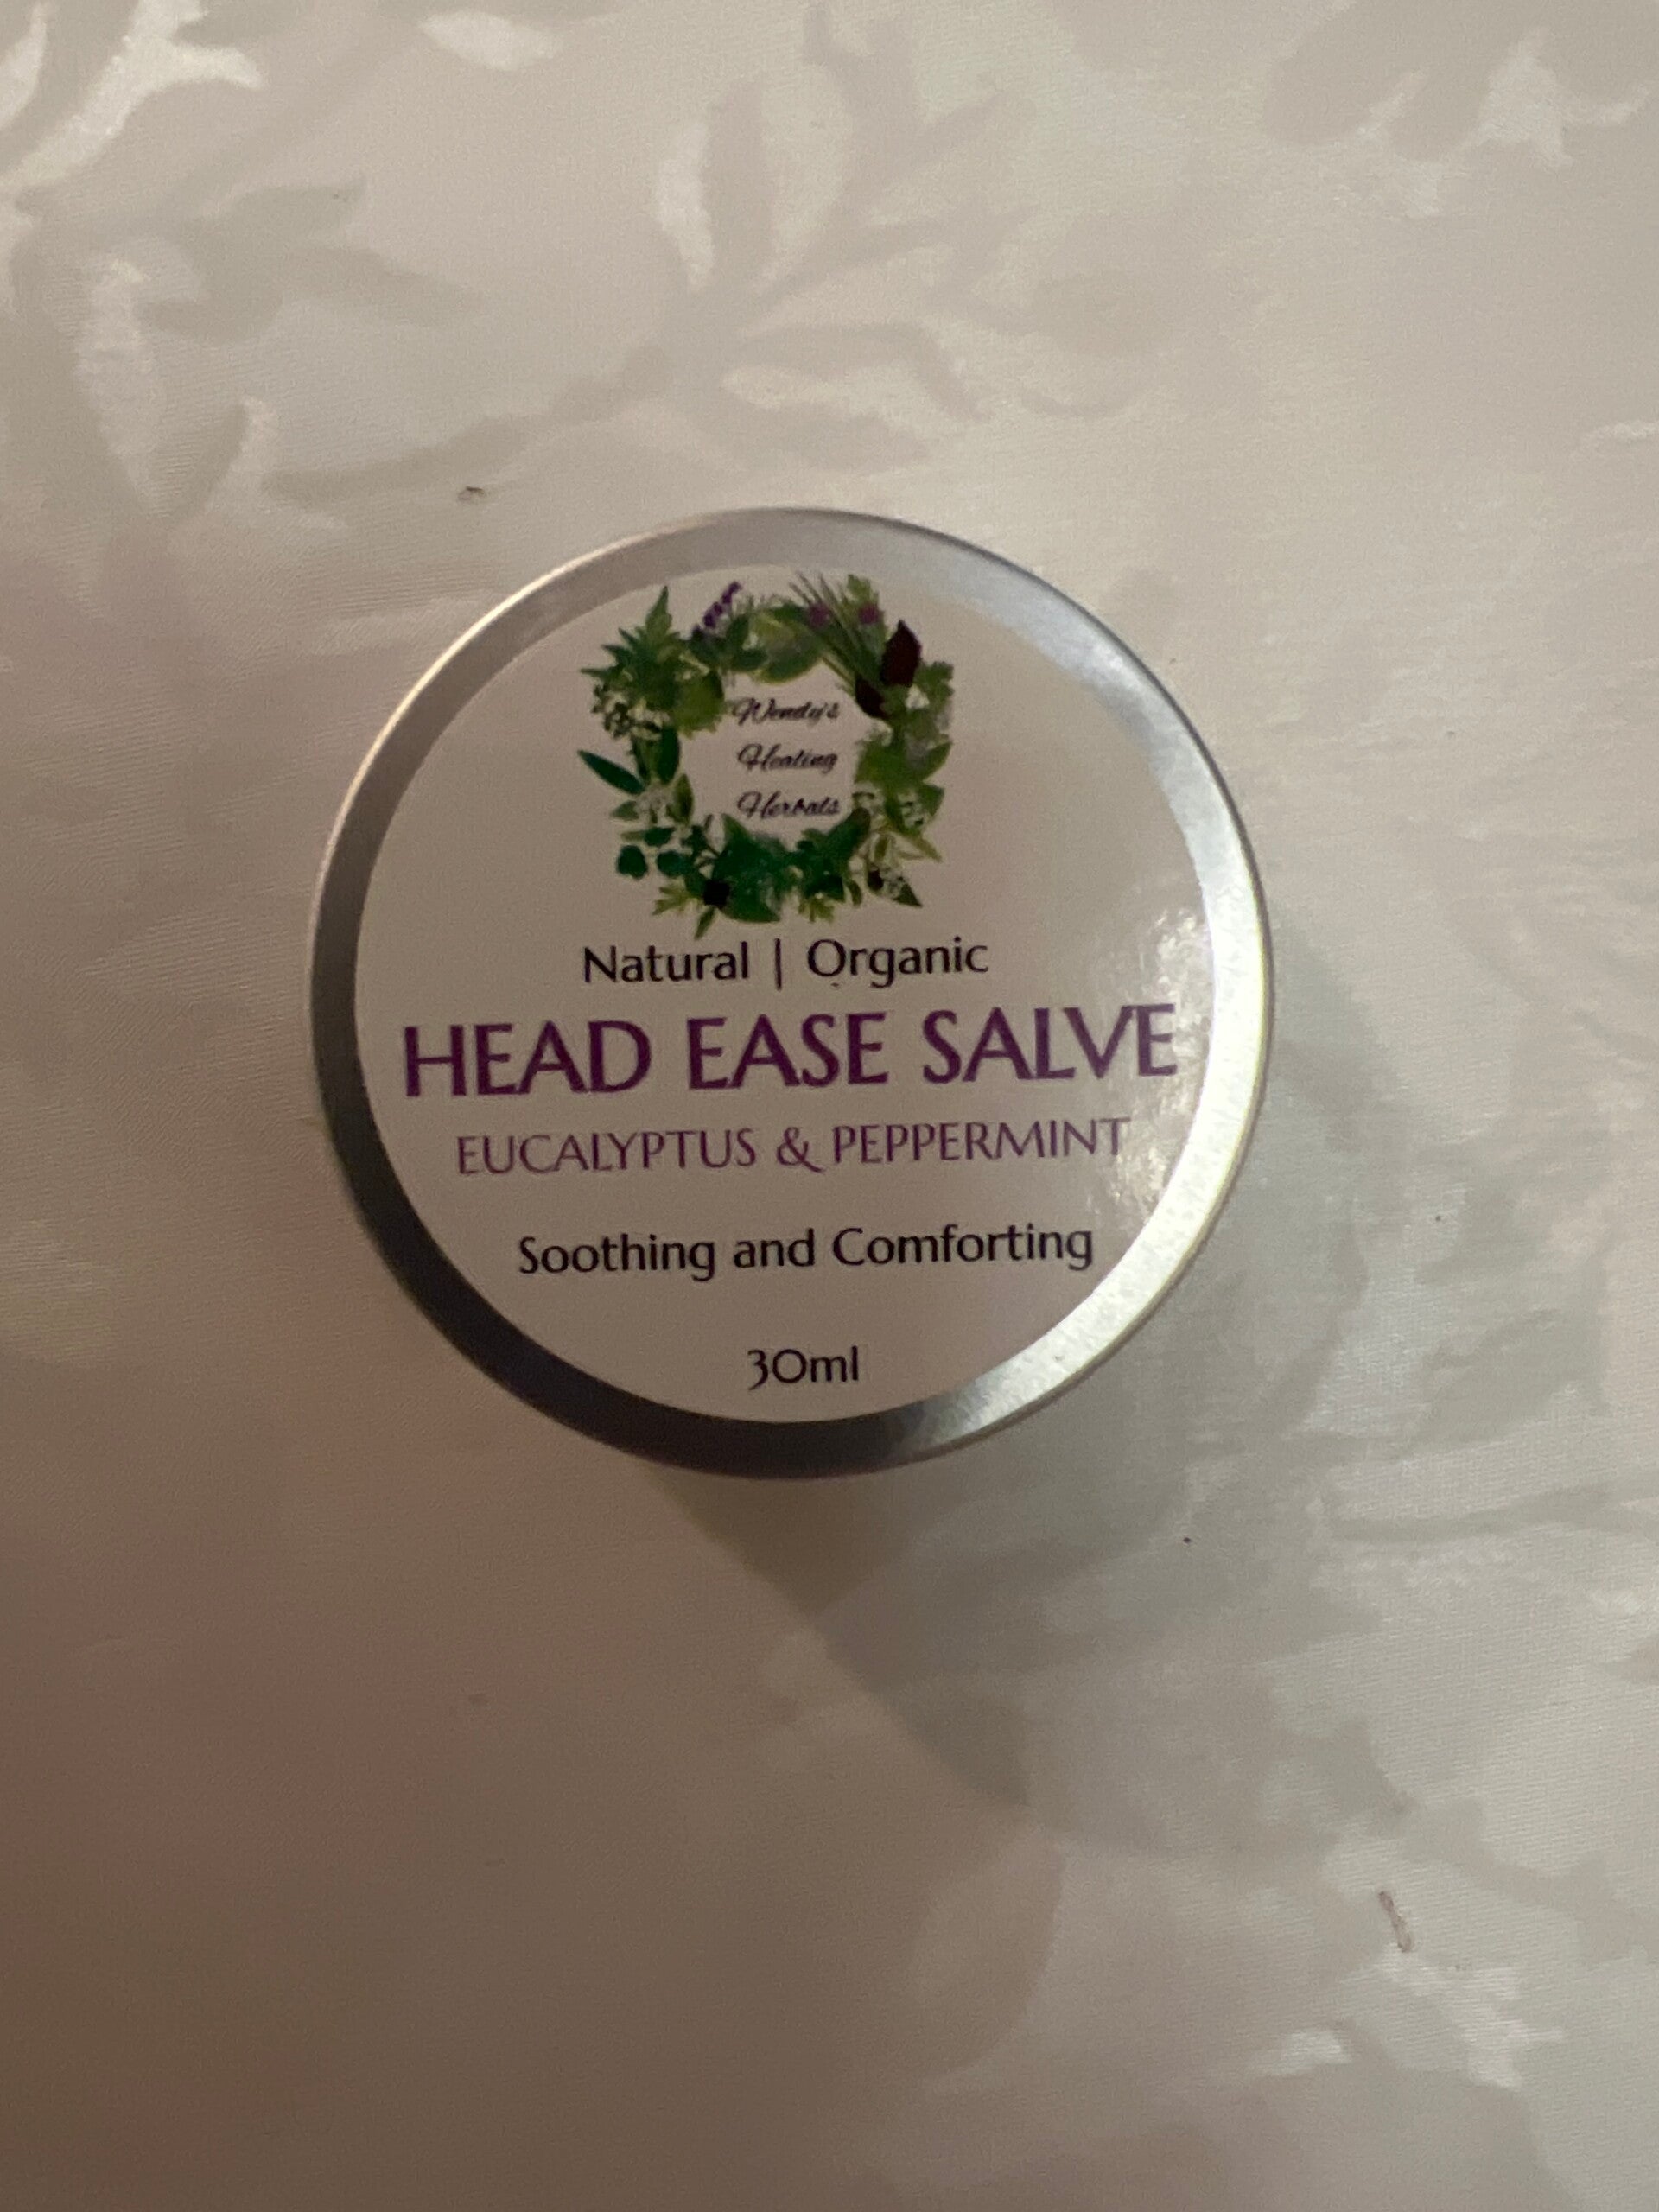 Wendy's
Healing
Herbals
Natural | Organic
HEAD EASE SALVE
EUCALYPTUS & PEPPERMINT
Soothing and Comforting
30ml